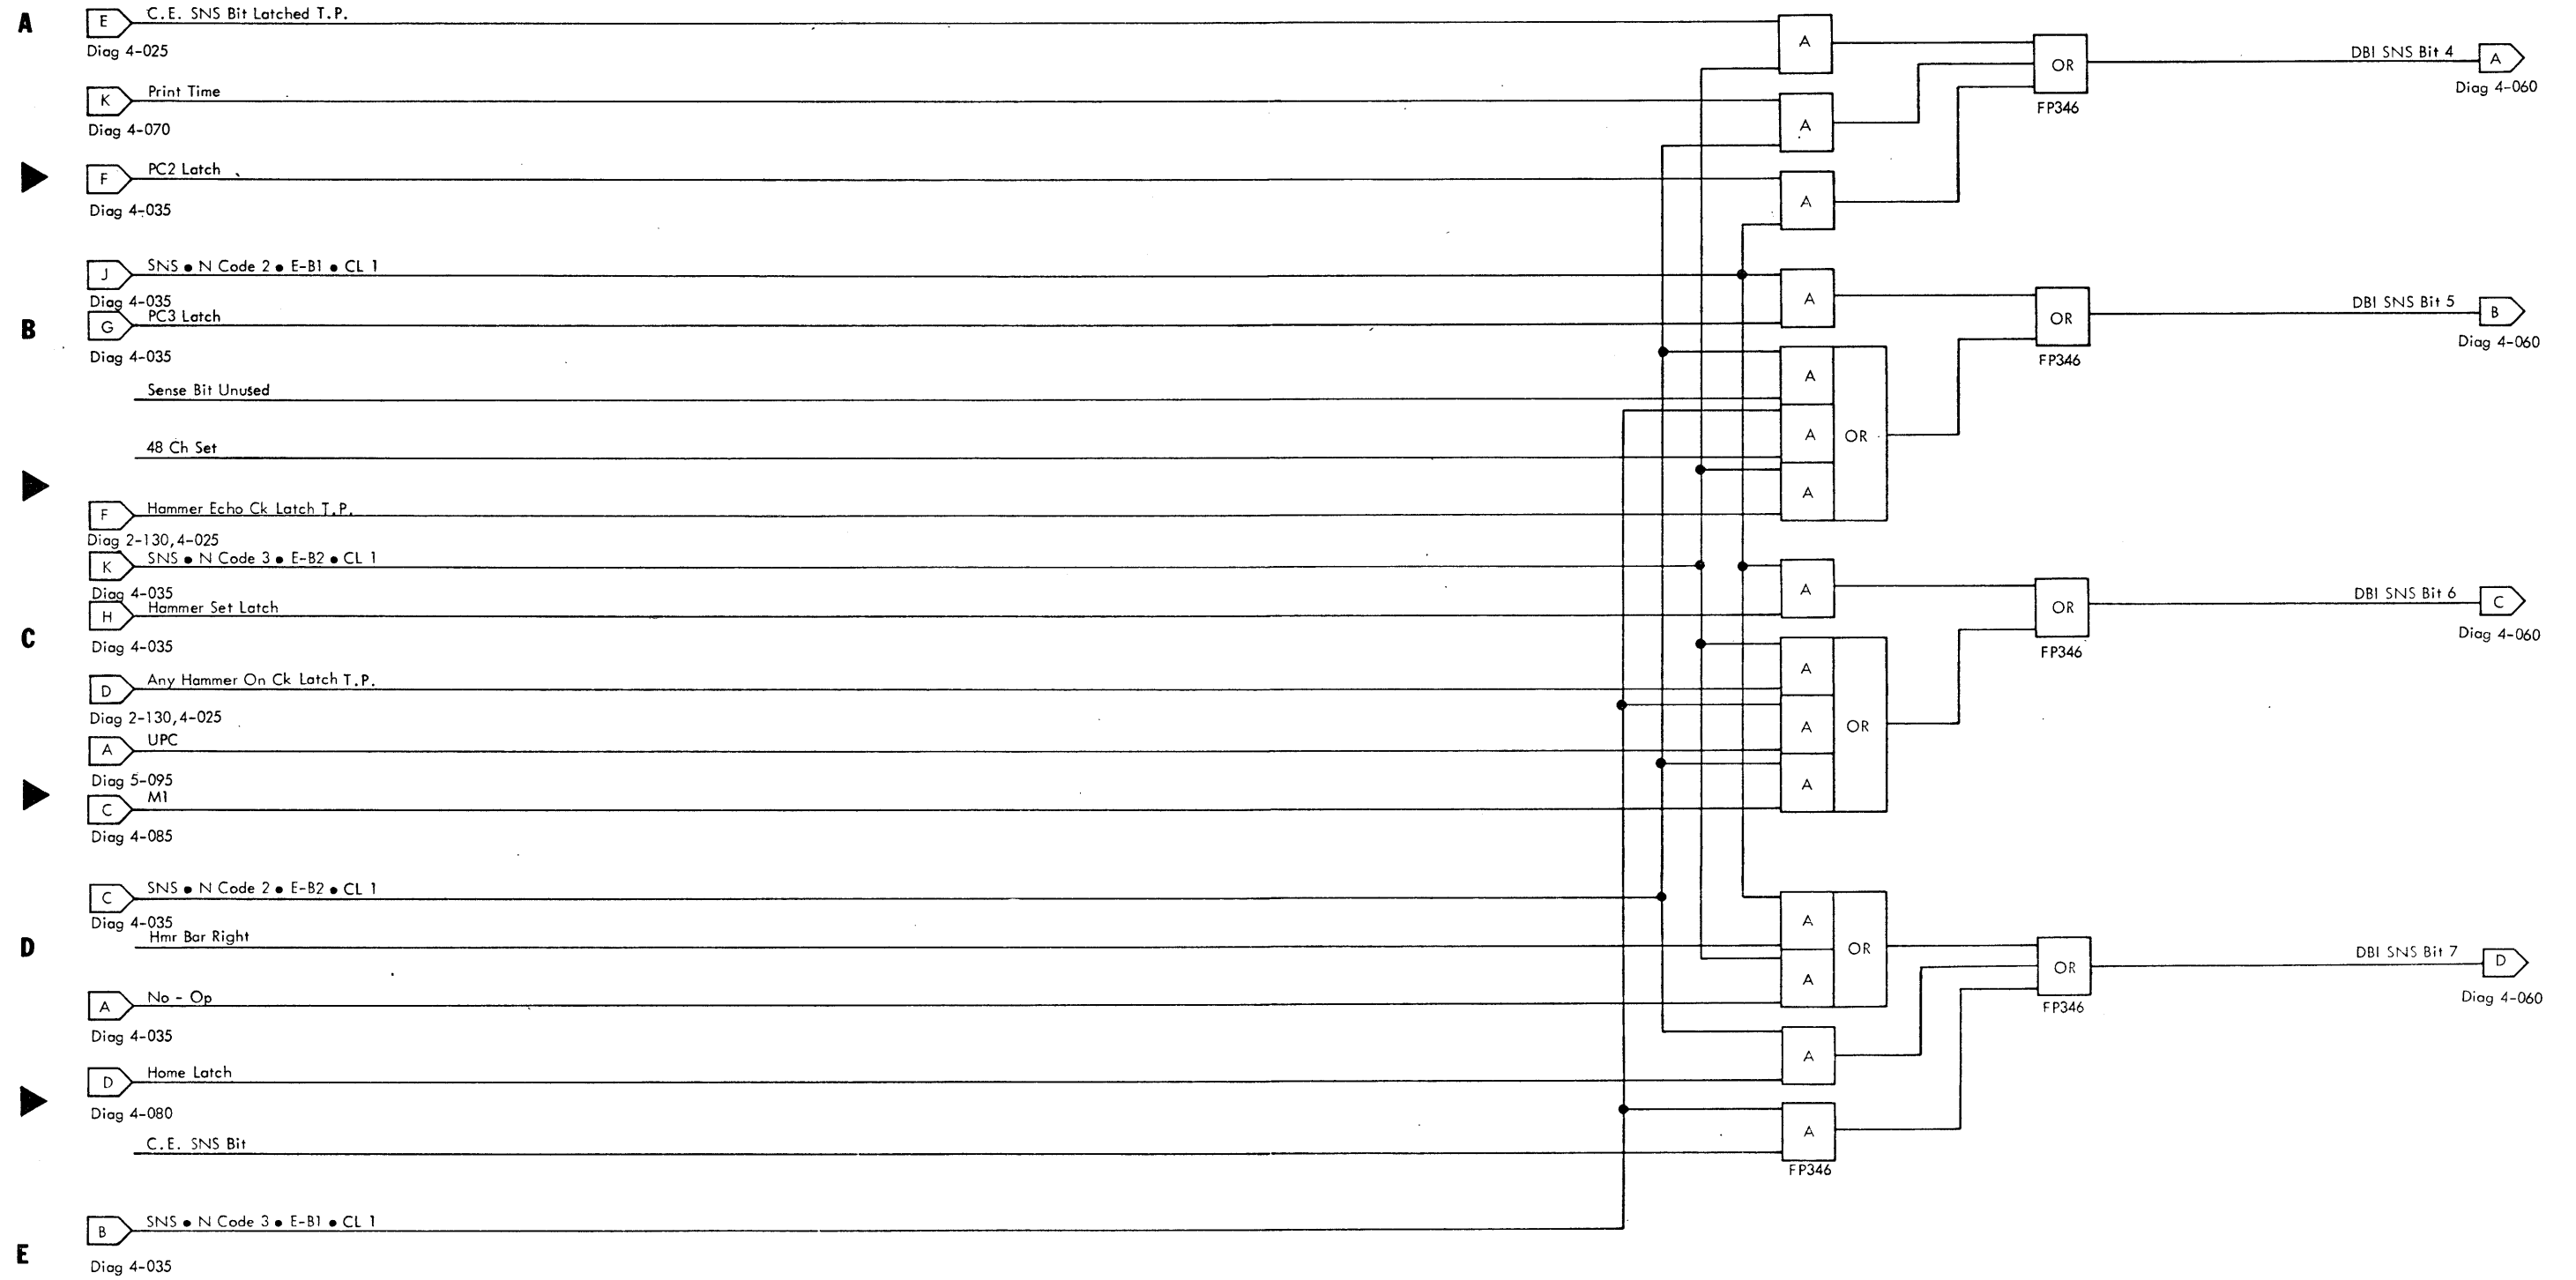 A
E C.E. SNS Bit Latched T.P.
Diag 4-025
K Print Time
Diag 4-070
F PC2 Latch
Diag 4-035
J SNS • N Code 2 • E-B1 • CL 1
Diag 4-035
B
G PC3 Latch
Diag 4-035
Sense Bit Unused
48 Ch Set
F Hammer Echo Ck Latch T.P.
Diag 2-130,4-025
K SNS • N Code 3 • E-B2 • CL 1
Diag 4-035
H Hammer Set Latch
C
Diag 4-035
D Any Hammer On Ck Latch T.P.
Diag 2-130,4-025
A UPC
Diag 5-095
C M1
Diag 4-085
C SNS • N Code 2 • E-B2 • CL 1
Diag 4-035
D
Hmr Bar Right
A No - Op
Diag 4-035
D Home Latch
Diag 4-080
C.E. SNS Bit
B SNS • N Code 3 • E-B1 • CL 1
E
Diag 4-035
A
A
A
OR
FP346
DBI SNS Bit 4 A
Diag 4-060
A
A
A
OR
A
OR
FP346
DBI SNS Bit 5 B
Diag 4-060
A
A
A
OR
A
OR
FP346
DBI SNS Bit 6 C
Diag 4-060
A
OR
A
A
A
FP346
OR
FP346
DBI SNS Bit 7 D
Diag 4-060